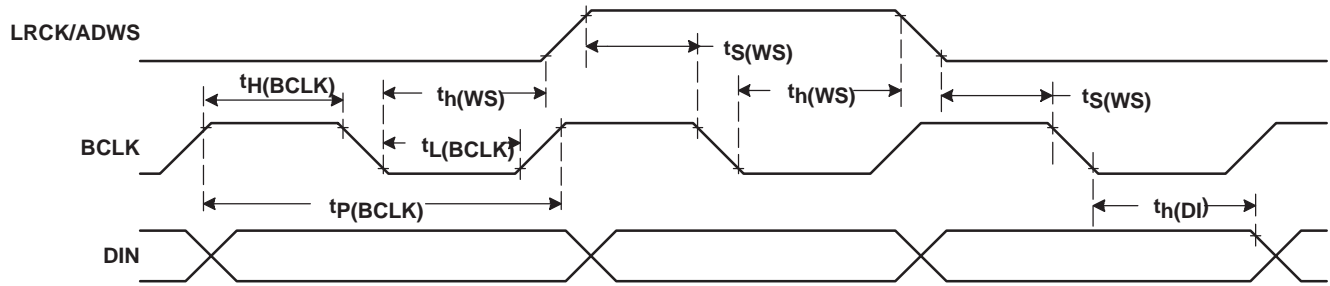 LRCK/ADWS
tS(WS)
tH(BCLK)
th(WS)
th(WS)
tS(WS)
BCLK
tL(BCLK)
tP(BCLK)
th(DI)
DIN